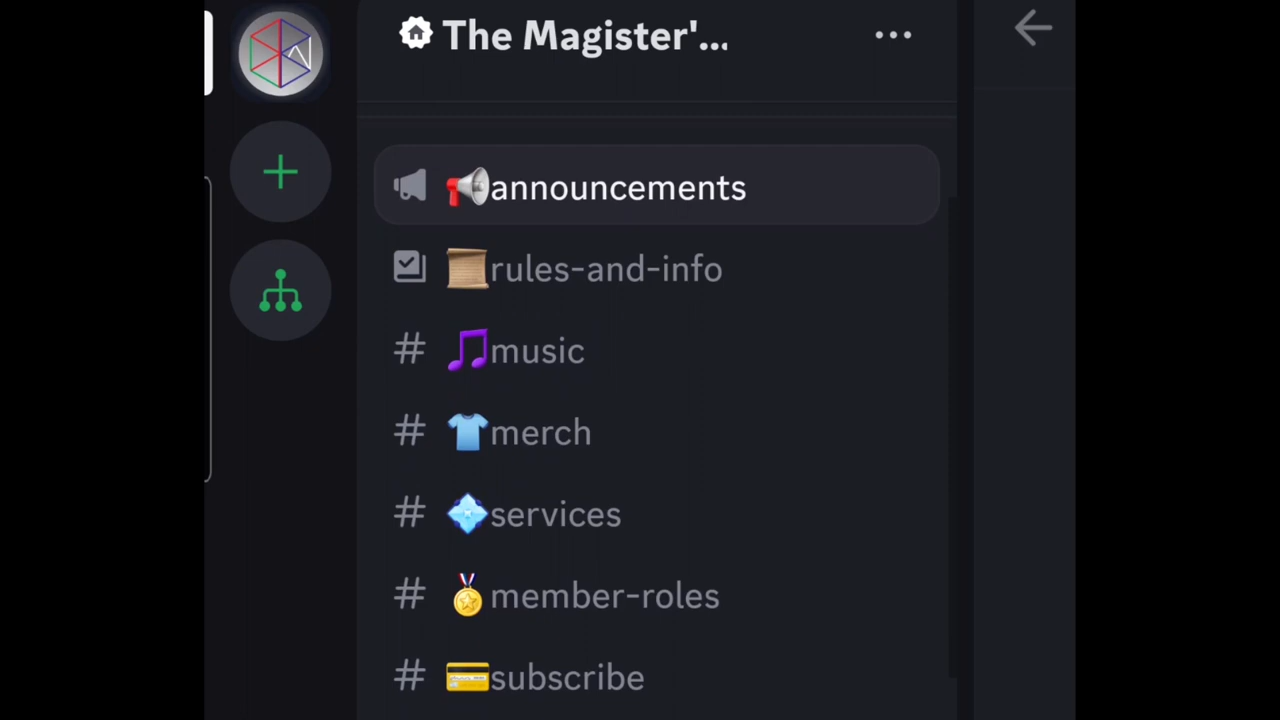 The Magister'...
📢announcements
📜rules-and-info
# 🎵music
# 👕merch
# 💠services
# 🏅member-roles
# 💳subscribe